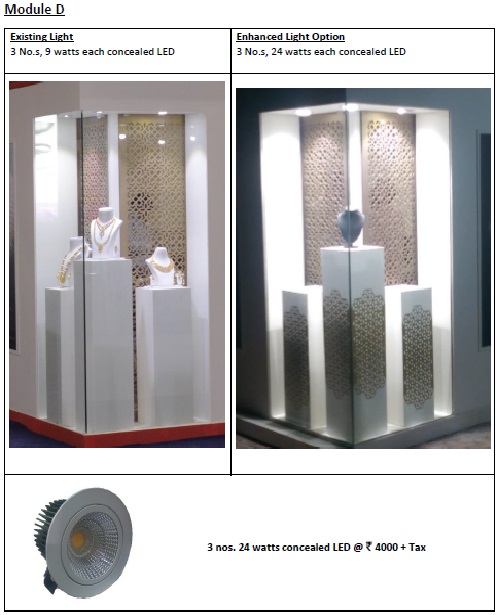 Module D
Existing Light
3 No.s, 9 watts each concealed LED
Enhanced Light Option
3 No.s, 24 watts each concealed LED
3 nos. 24 watts concealed LED @ ₹ 4000 + Tax